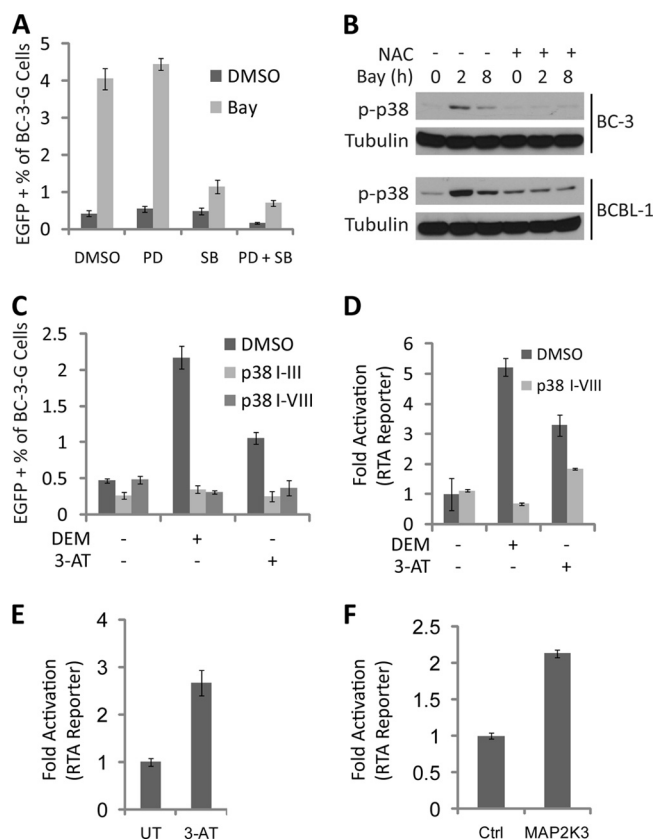 A
EGFP + % of BC-3-G Cells
5
4
3
2
1
0
DMSO
Bay
DMSO PD SB PD + SB
B
NAC - - - + + +
Bay (h) 0 2 8 0 2 8
p-p38
Tubulin
BC-3
p-p38
Tubulin
BCBL-1
C
EGFP + % of BC-3-G Cells
2.5
2
1.5
1
0.5
0
DMSO
p38 I-III
p38 I-VIII
DEM - + -
3-AT - - +
D
Fold Activation
(RTA Reporter)
6
5
4
3
2
1
0
DMSO
p38 I-VIII
DEM - + -
3-AT - - +
E
Fold Activation
(RTA Reporter)
4
3
2
1
0
UT 3-AT
F
Fold Activation
(RTA Reporter)
2.5
2
1.5
1
0.5
0
Ctrl MAP2K3